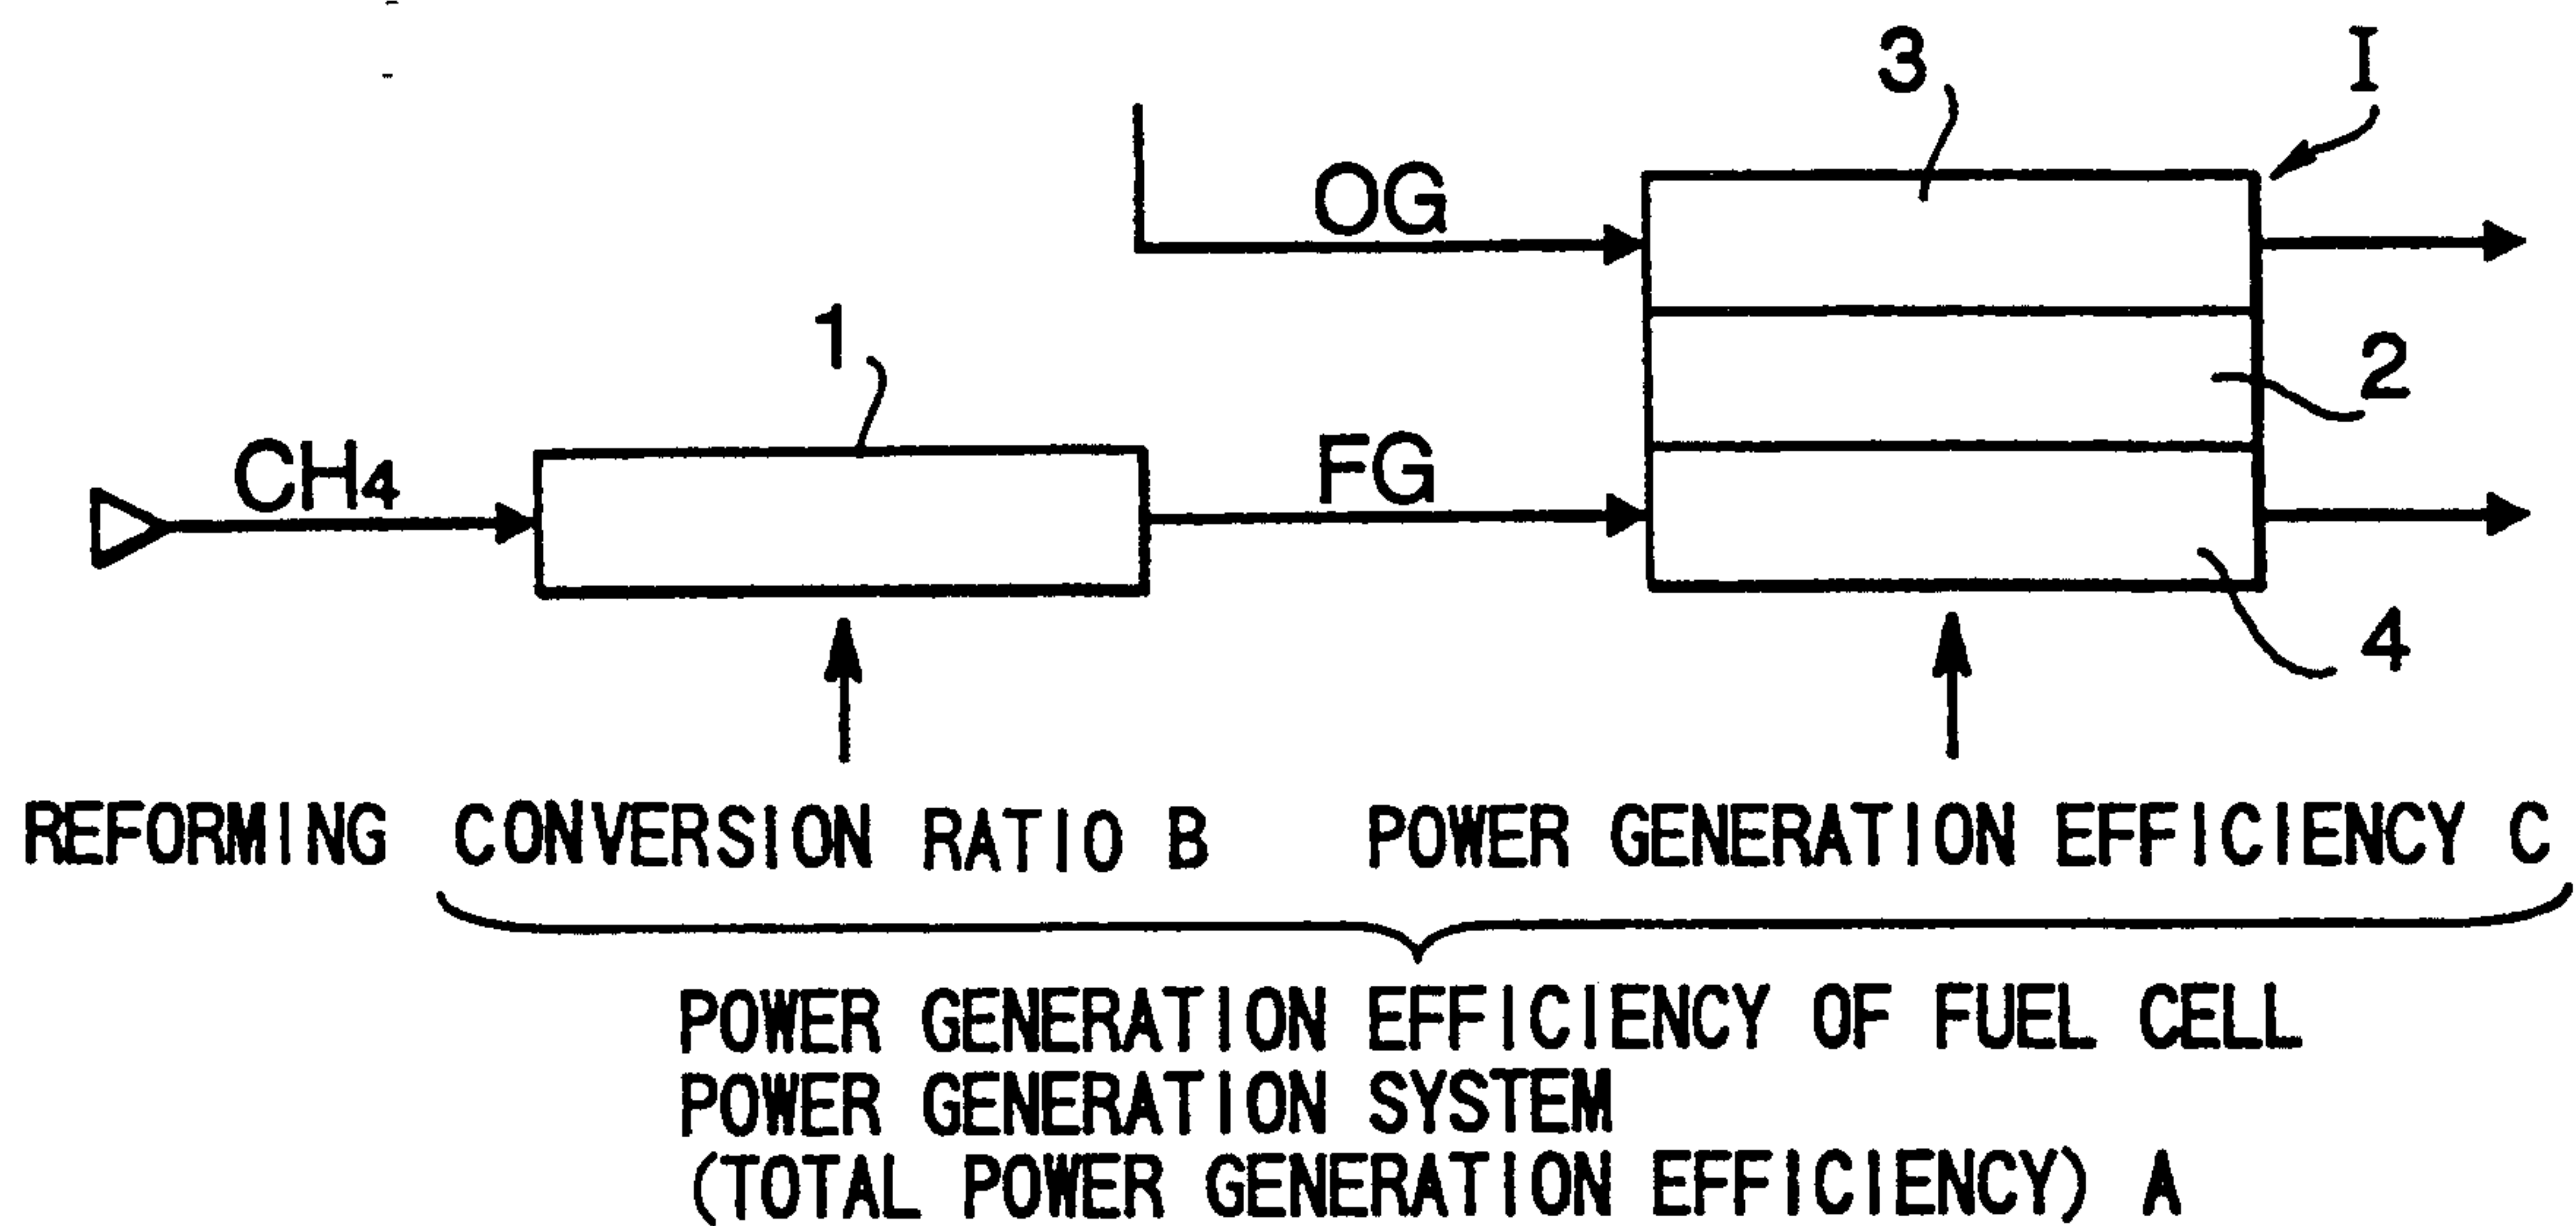 3
I
OG
1
2
CH4
FG
4
REFORMING CONVERSION RATIO B
POWER GENERATION EFFICIENCY C
POWER GENERATION EFFICIENCY OF FUEL CELL
POWER GENERATION SYSTEM
(TOTAL POWER GENERATION EFFICIENCY) A